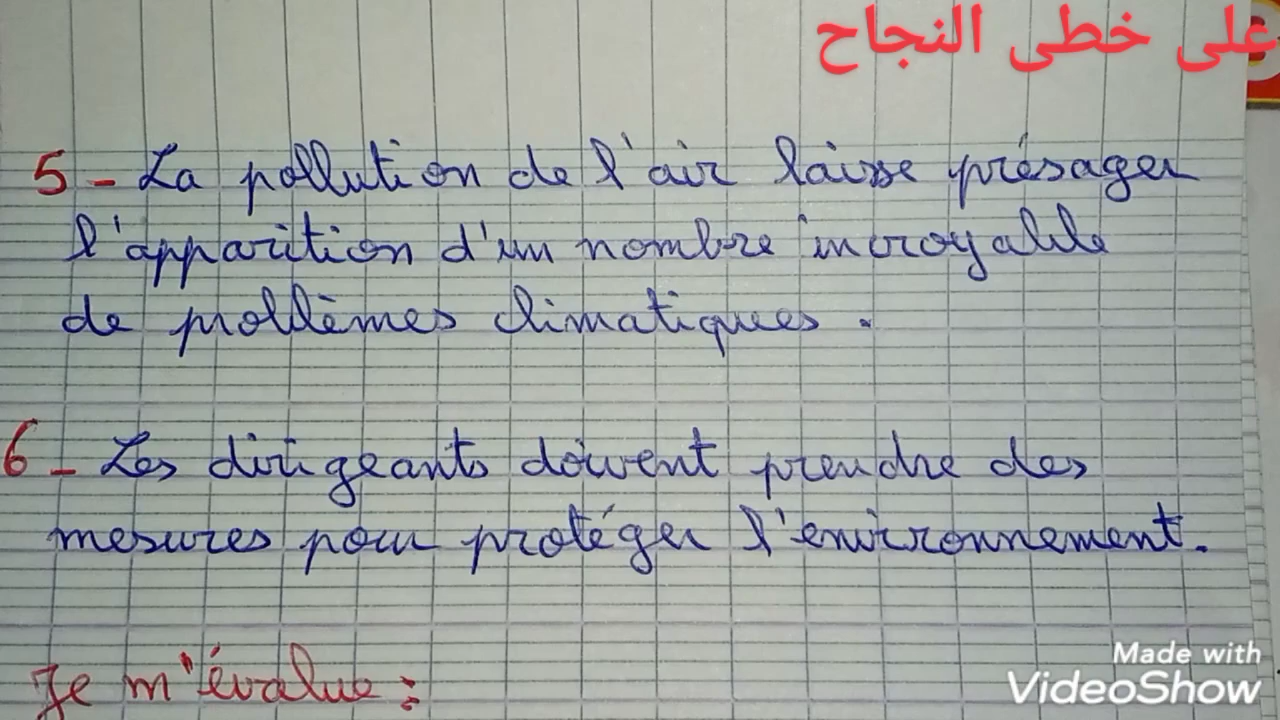 على خطى النجاح
5 - La pollution de l'air laisse présager
l'apparition d'un nombre incroyable
de problèmes climatiques.
6 - Les dirigeants doivent prendre des
mesures pour protéger l'environnement.
Je m'évalue :
Made with
VideoShow